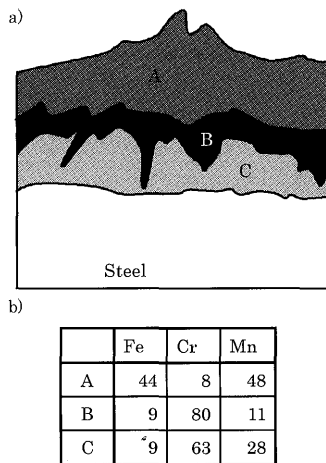 a)
A
B
C
Steel
b)
Fe Cr Mn
A 44 8 48
B 9 80 11
C 9 63 28